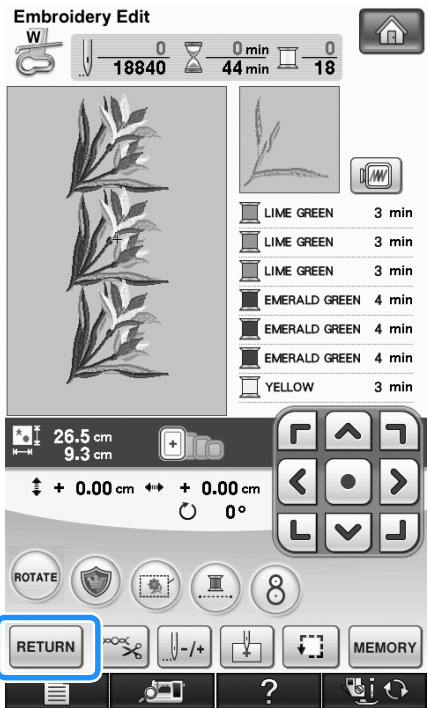 Embroidery Edit
W
0 0 min 0
18840 44 min 18
LIME GREEN 3 min
LIME GREEN 3 min
LIME GREEN 3 min
EMERALD GREEN 4 min
EMERALD GREEN 4 min
EMERALD GREEN 4 min
YELLOW 3 min
26.5 cm
9.3 cm
+ 0.00 cm + 0.00 cm
0°
ROTATE
8
RETURN
-/+
MEMORY
?